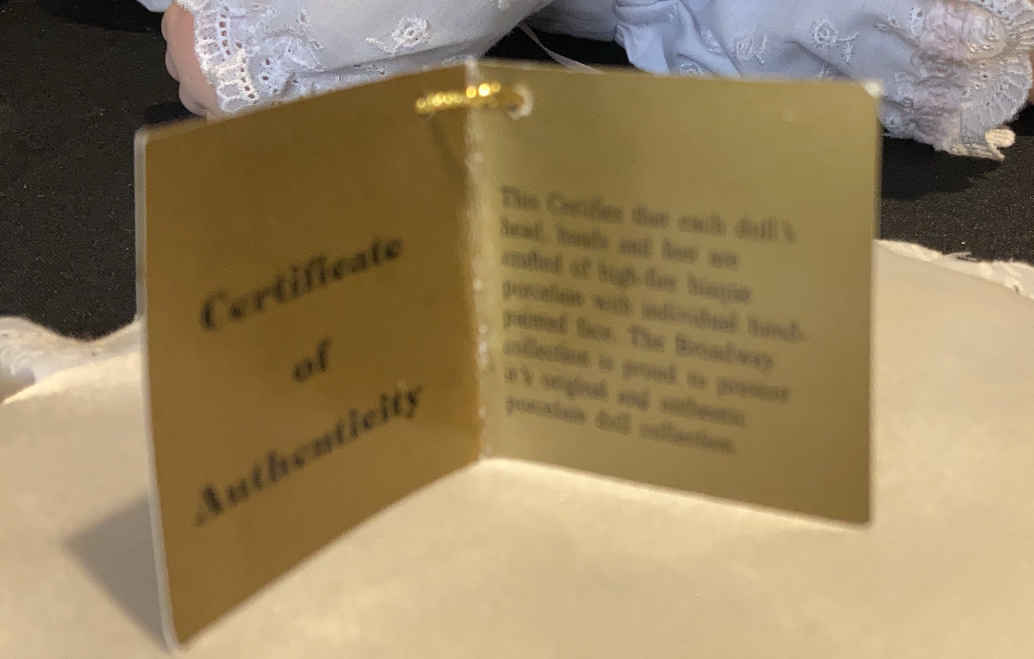 Certificate
of
Authenticity
This Certifies that each doll's
head, hands and feet are
crafted of high-fire bisque
porcelain with individual hand-
painted face. The Broadway
collection is proud to present
it's original and authentic
porcelain doll collection.